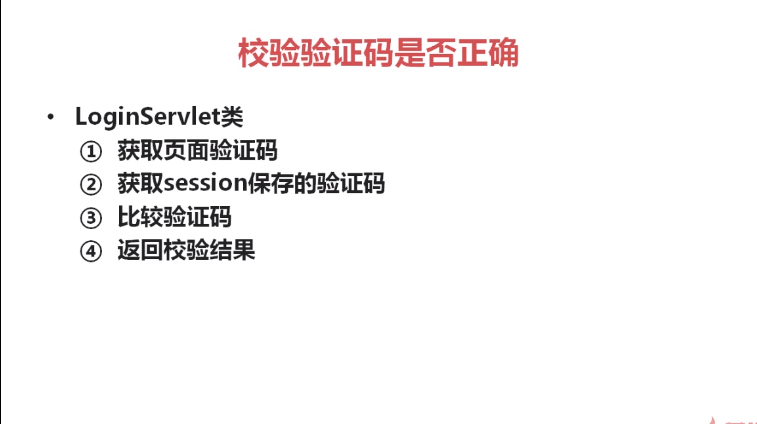 校验验证码是否正确
• LoginServlet类
① 获取页面验证码
② 获取session保存的验证码
③ 比较验证码
④ 返回校验结果